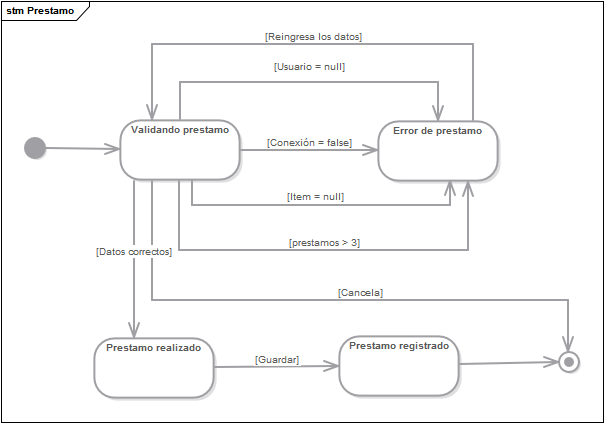 stm Prestamo
[Reingresa los datos]
[Usuario = null]
Validando prestamo
Error de prestamo
[Conexión = false]
[Item = null]
[prestamos > 3]
[Datos correctos]
[Cancela]
Prestamo realizado
Prestamo registrado
[Guardar]